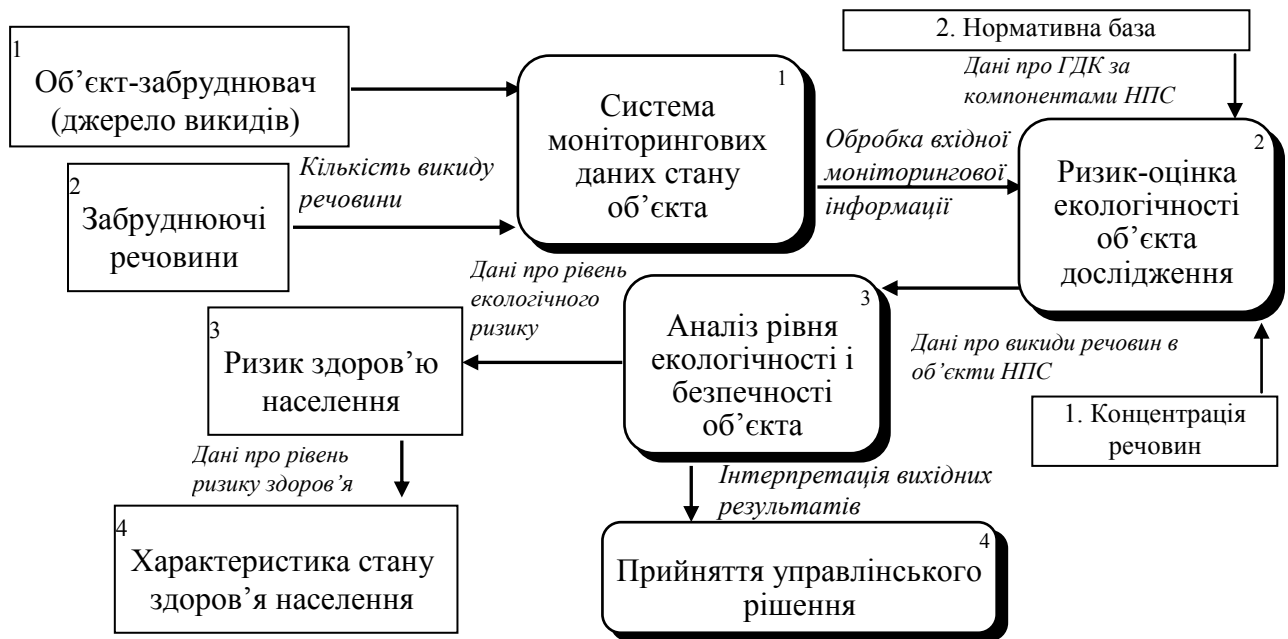 1
Об’єкт-забруднювач
(джерело викидів)
2
Забруднюючі
речовини
Кількість викиду
речовини
1
Система
моніторингових
даних стану
об’єкта
2. Нормативна база
Дані про ГДК за
компонентами НПС
Обробка вхідної
моніторингової
інформації
2
Ризик-оцінка
екологічності
об’єкта
дослідження
Дані про викиди речовин в
об’єкти НПС
1. Концентрація
речовин
3
Аналіз рівня
екологічності і
безпечності
об’єкта
Дані про рівень
екологічного
ризику
3
Ризик здоров’ю
населення
Дані про рівень
ризику здоров’я
4
Характеристика стану
здоров’я населення
Інтерпретація вихідних
результатів
4
Прийняття управлінського
рішення